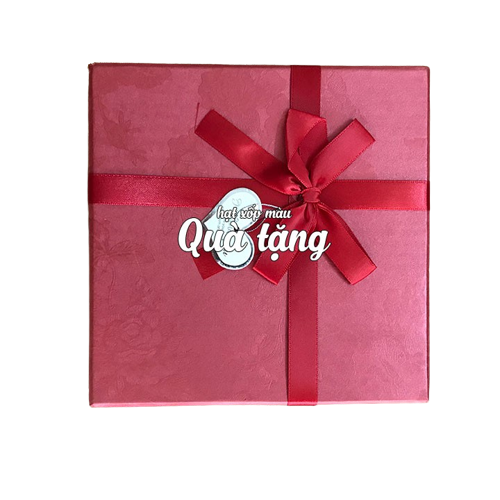 hạt xốp màu
Quà tặng